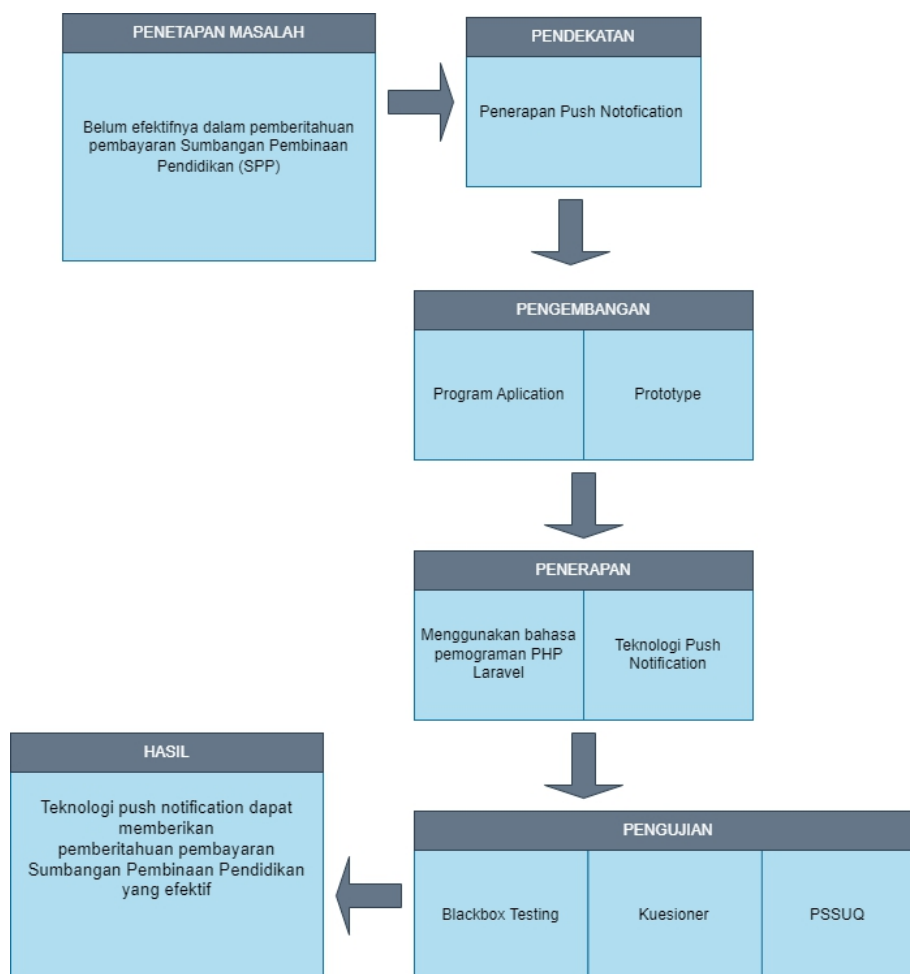 PENETAPAN MASALAH
Belum efektifnya dalam pemberitahuan
pembayaran Sumbangan Pembinaan
Pendidikan (SPP)
PENDEKATAN
Penerapan Push Notofication
PENGEMBANGAN
Program Aplication
Prototype
PENERAPAN
Menggunakan bahasa
pemograman PHP
Laravel
Teknologi Push
Notification
PENGUJIAN
Blackbox Testing
Kuesioner
PSSUQ
HASIL
Teknologi push notification dapat
memberikan
pemberitahuan pembayaran
Sumbangan Pembinaan Pendidikan
yang efektif